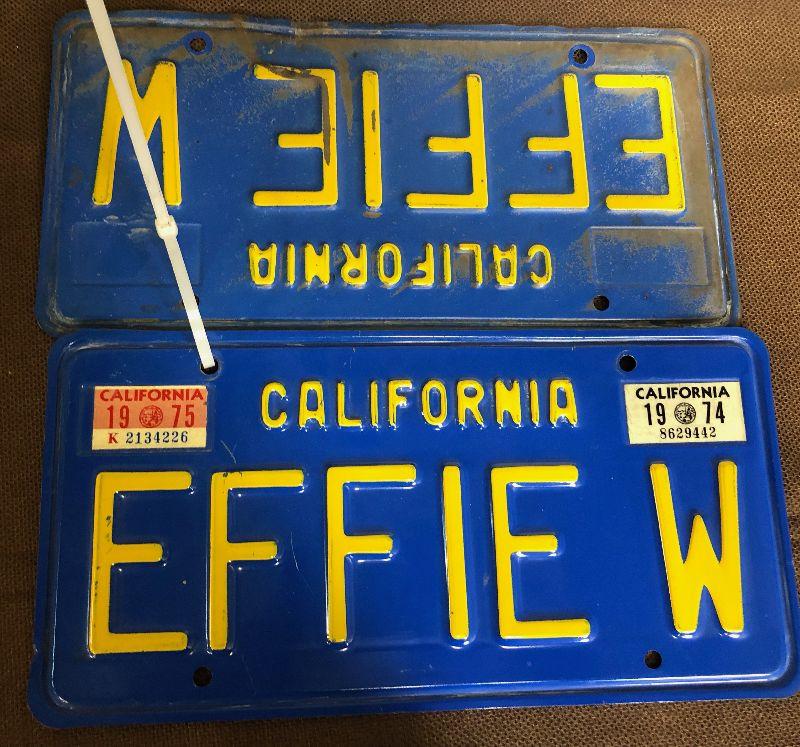 EFFIE W
CALIFORNIA
CALIFORNIA
CALIFORNIA
19 75
K 2134226
CALIFORNIA
19 74
8629442
EFFIE W